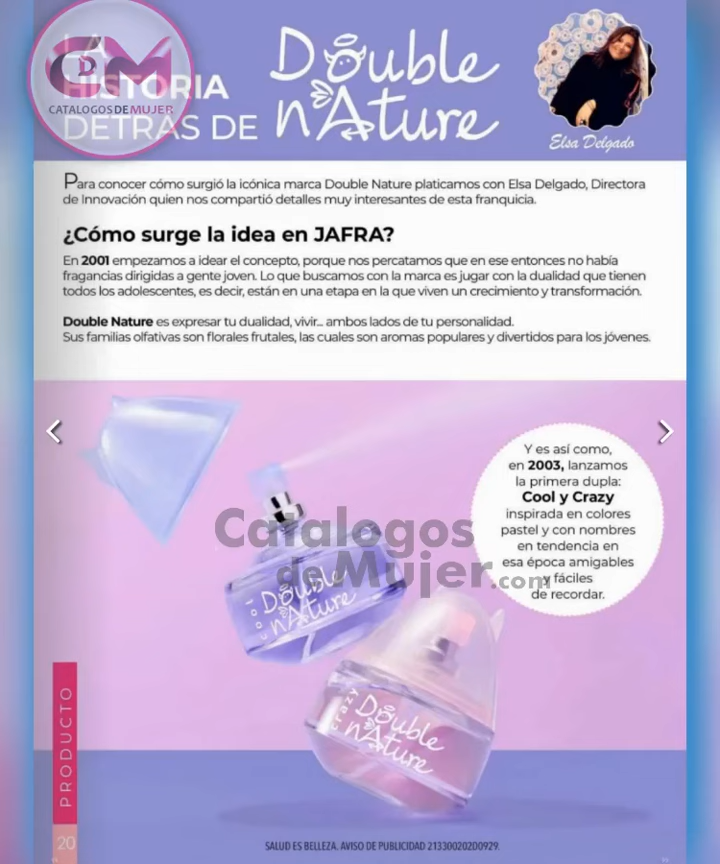 LA
HISTORIA
DETRÁS DE
Double
nAture
CM
CATALOGOSDEMUJER
Elsa Delgado
Para conocer cómo surgió la icónica marca Double Nature platicamos con Elsa Delgado, Directora
de Innovación quien nos compartió detalles muy interesantes de esta franquicia.
¿Cómo surge la idea en JAFRA?
En 2001 empezamos a idear el concepto, porque nos percatamos que en ese entonces no había
fragancias dirigidas a gente joven. Lo que buscamos con la marca es jugar con la dualidad que tienen
todos los adolescentes, es decir, están en una etapa en la que viven un crecimiento y transformación.
Double Nature es expresar tu dualidad, vivir... ambos lados de tu personalidad.
Sus familias olfativas son florales frutales, las cuales son aromas populares y divertidos para los jóvenes.
Y es así como,
en 2003, lanzamos
la primera dupla:
Cool y Crazy
inspirada en colores
pastel y con nombres
en tendencia en
esa época amigables
y fáciles
de recordar.
Catalogos
deMujer.com
cool
Double
nAture
crazy
Double
nAture
PRODUCTO
20
SALUD ES BELLEZA. AVISO DE PUBLICIDAD 21330020200929.